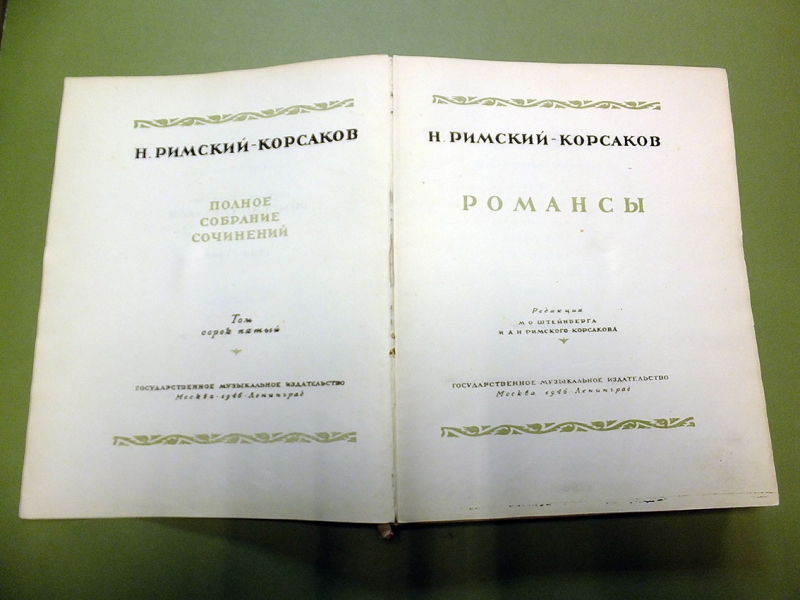 Н. РИМСКИЙ-КОРСАКОВ
ПОЛНОЕ
СОБРАНИЕ
СОЧИНЕНИЙ
Том
сорок пятый
ГОСУДАРСТВЕННОЕ МУЗЫКАЛЬНОЕ ИЗДАТЕЛЬСТВО
Москва · 1946 · Ленинград
Н. РИМСКИЙ-КОРСАКОВ
РОМАНСЫ
Редакция
М О ШТЕЙНБЕРГА
И А Н РИМСКОГО-КОРСАКОВА
ГОСУДАРСТВЕННОЕ МУЗЫКАЛЬНОЕ ИЗДАТЕЛЬСТВО
Москва · 1946 · Ленинград